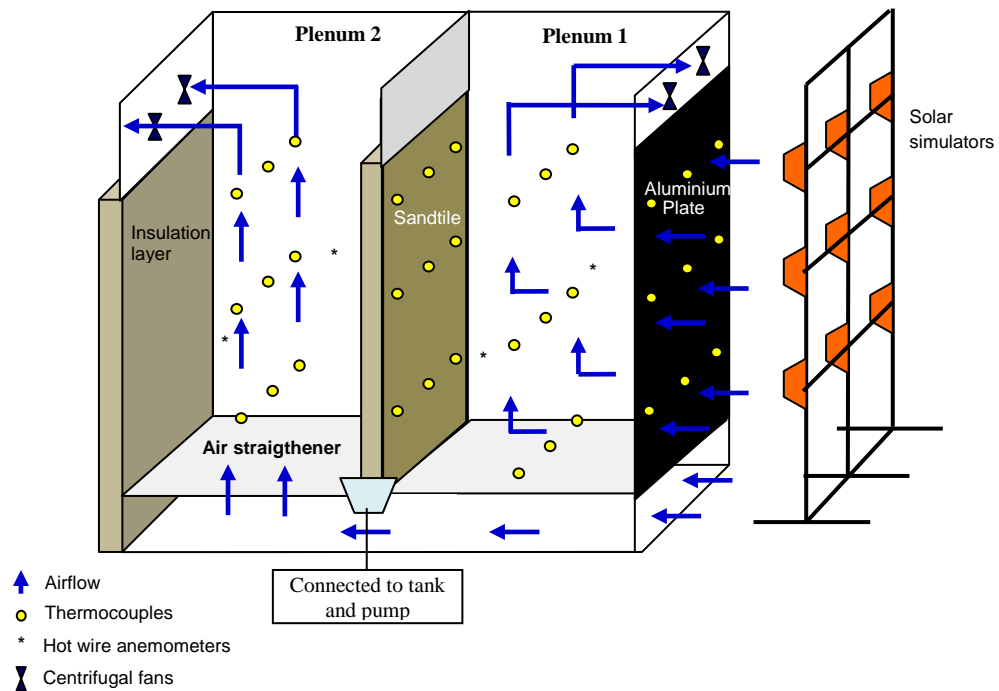 Plenum 2
Plenum 1
Solar
simulators
Aluminium
Plate
Sandtile
Insulation
layer
Air straigthener
Connected to tank
and pump
Airflow
Thermocouples
* Hot wire anemometers
Centrifugal fans